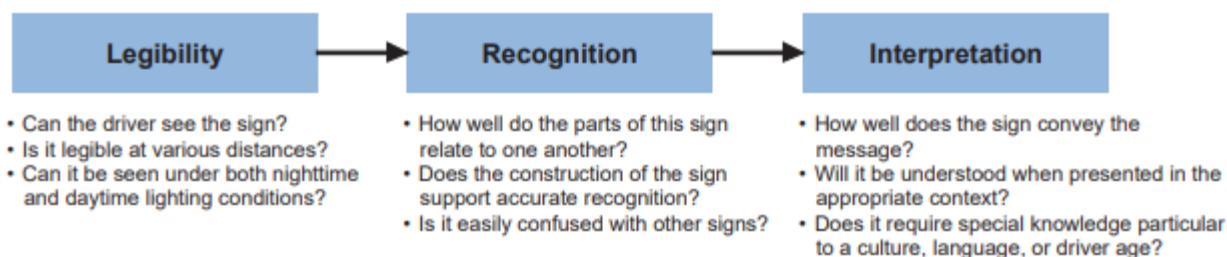 Legibility
Recognition
Interpretation
• Can the driver see the sign?
• Is it legible at various distances?
• Can it be seen under both nighttime
and daytime lighting conditions?
• How well do the parts of this sign
relate to one another?
• Does the construction of the sign
support accurate recognition?
• Is it easily confused with other signs?
• How well does the sign convey the
message?
• Will it be understood when presented in the
appropriate context?
• Does it require special knowledge particular
to a culture, language, or driver age?